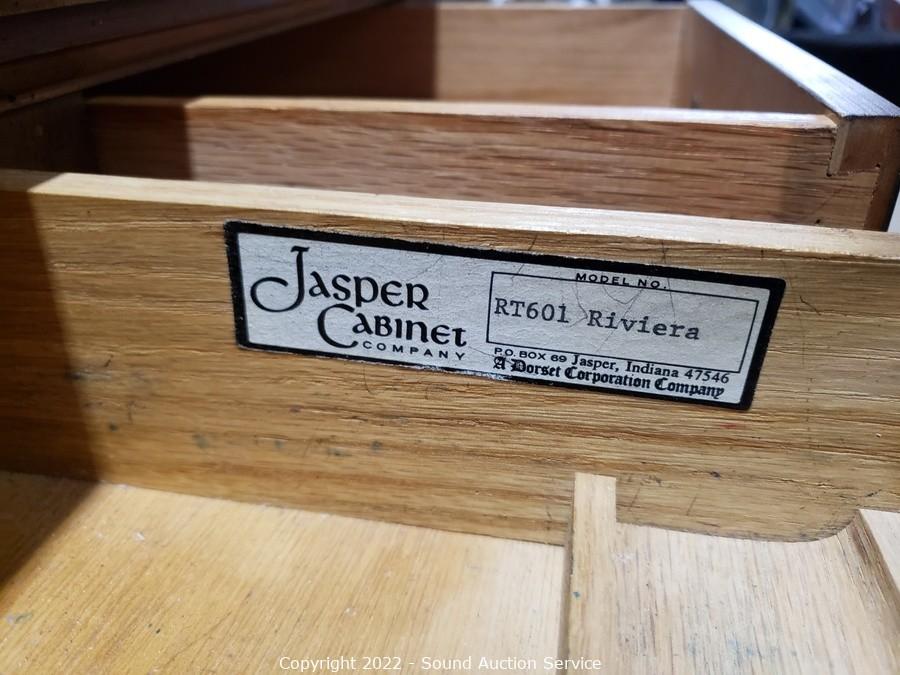 Jasper
Cabinet
COMPANY
MODEL NO.
RT601 Riviera
P.O. BOX 69 Jasper, Indiana 47546
A Dorset Corporation Company
Copyright 2022 - Sound Auction Service